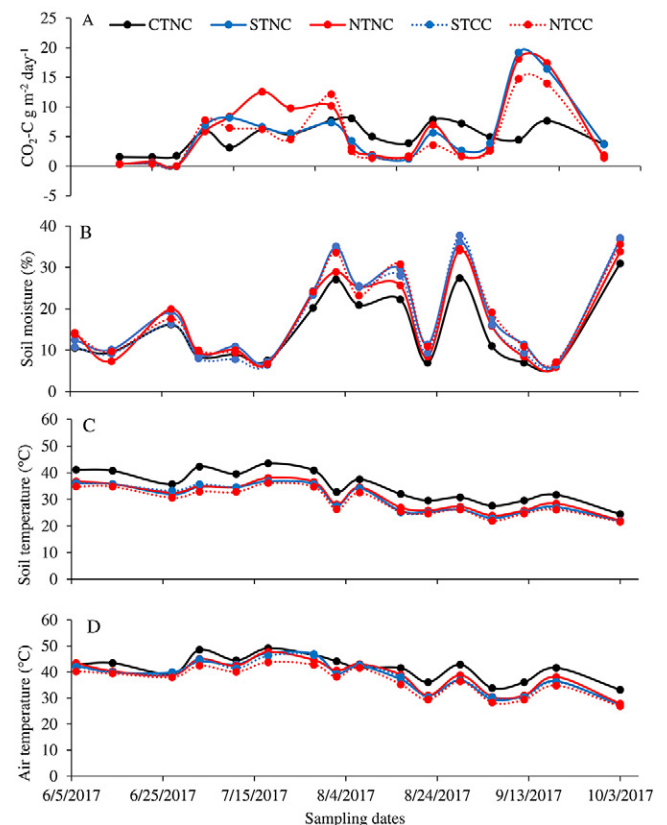 A
CTNC STNC NTNC STCC NTCC
CO₂-C g m⁻² day⁻¹
25
20
15
10
5
0
-5
B
Soil moisture (%)
40
30
20
10
0
C
Soil temperature (°C)
60
50
40
30
20
10
0
D
Air temperature (°C)
60
50
40
30
20
10
0
6/5/2017 6/25/2017 7/15/2017 8/4/2017 8/24/2017 9/13/2017 10/3/2017
Sampling dates